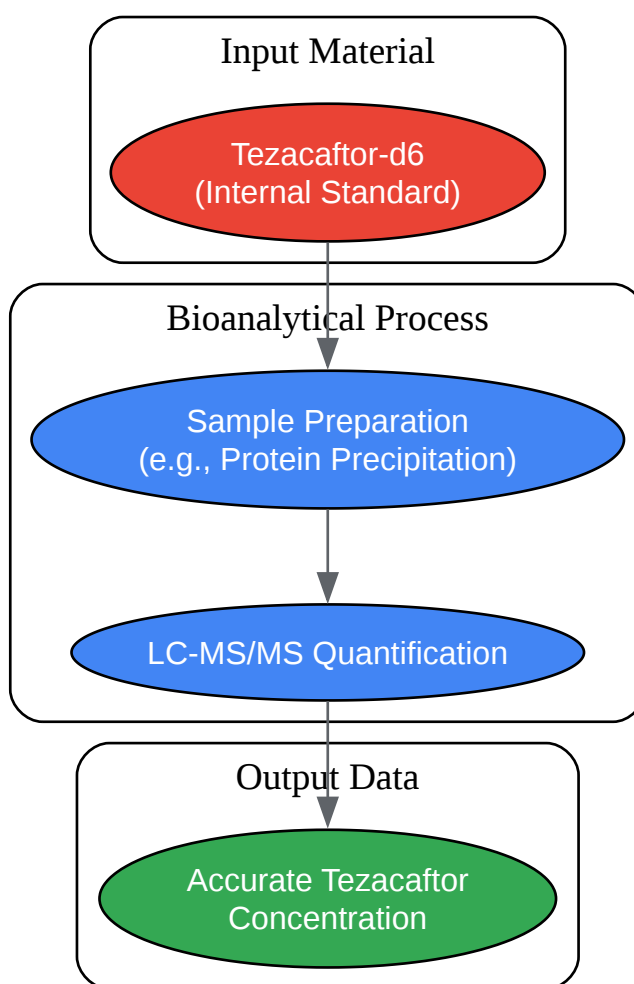 Input Material
Tezacaftor-d6
(Internal Standard)
Bioanalytical Process
Sample Preparation
(e.g., Protein Precipitation)
LC-MS/MS Quantification
Output Data
Accurate Tezacaftor
Concentration